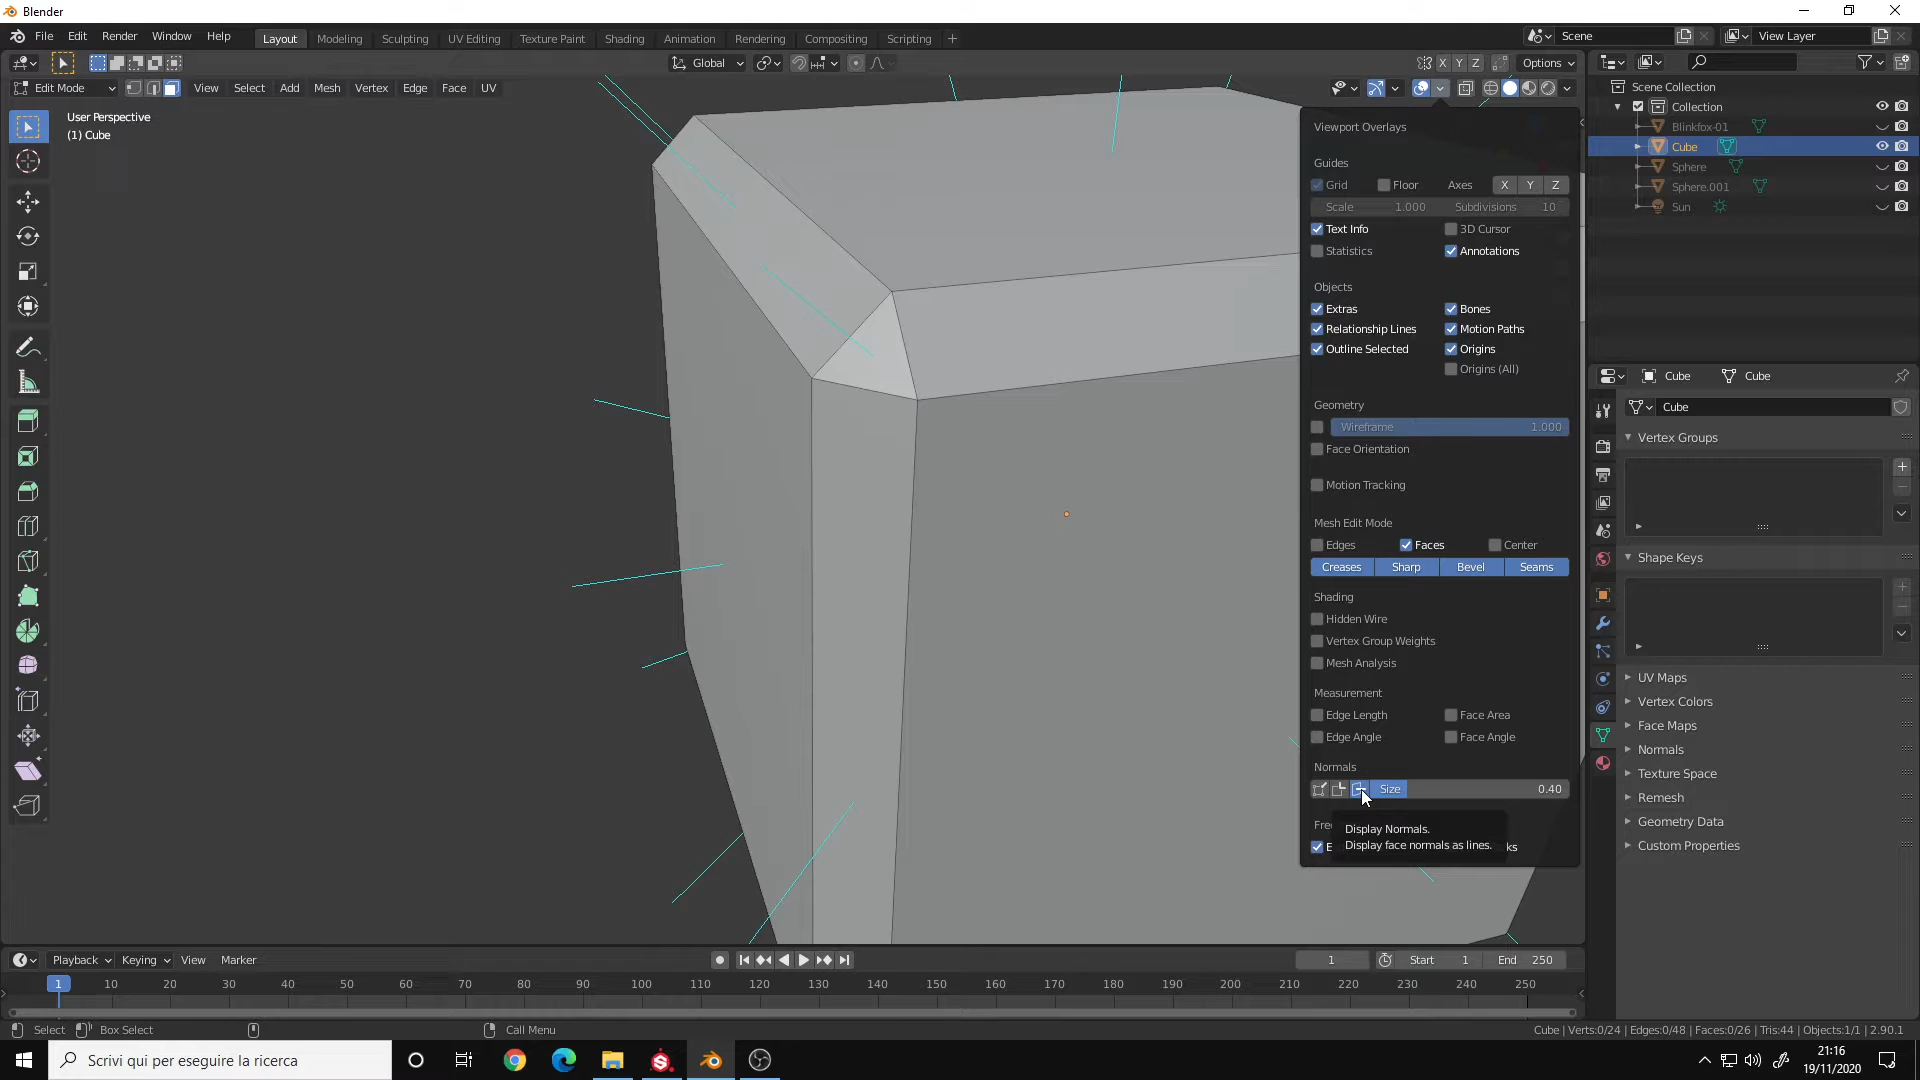 Blender
File Edit Render Window Help
Layout Modeling Sculpting UV Editing Texture Paint Shading Animation Rendering Compositing Scripting +
Scene
View Layer
Global
X Y Z
Options
Edit Mode View Select Add Mesh Vertex Edge Face UV
User Perspective
(1) Cube
Viewport Overlays
Guides
Grid Floor Axes X Y Z
Scale 1.000 Subdivisions 10
Text Info 3D Cursor
Statistics Annotations
Objects
Extras Bones
Relationship Lines Motion Paths
Outline Selected Origins
Origins (All)
Geometry
Wireframe 1.000
Face Orientation
Motion Tracking
Mesh Edit Mode
Edges Faces Center
Creases Sharp Bevel Seams
Shading
Hidden Wire
Vertex Group Weights
Mesh Analysis
Measurement
Edge Length Face Area
Edge Angle Face Angle
Normals
Size 0.40
Display Normals.
Display face normals as lines.
Scene Collection
Collection
Blinkfox-01
Cube
Sphere
Sphere.001
Sun
Cube Cube
Cube
Vertex Groups
Shape Keys
UV Maps
Vertex Colors
Face Maps
Normals
Texture Space
Remesh
Geometry Data
Custom Properties
Playback Keying View Marker
1 Start 1 End 250
1 10 20 30 40 50 60 70 80 90 100 110 120 130 140 150 160 170 180 190 200 210 220 230 240 250
Select Box Select Call Menu
Cube | Verts:0/24 | Edges:0/48 | Faces:0/26 | Tris:44 | Objects:1/1 | 2.90.1
Scrivi qui per eseguire la ricerca
21:16
19/11/2020